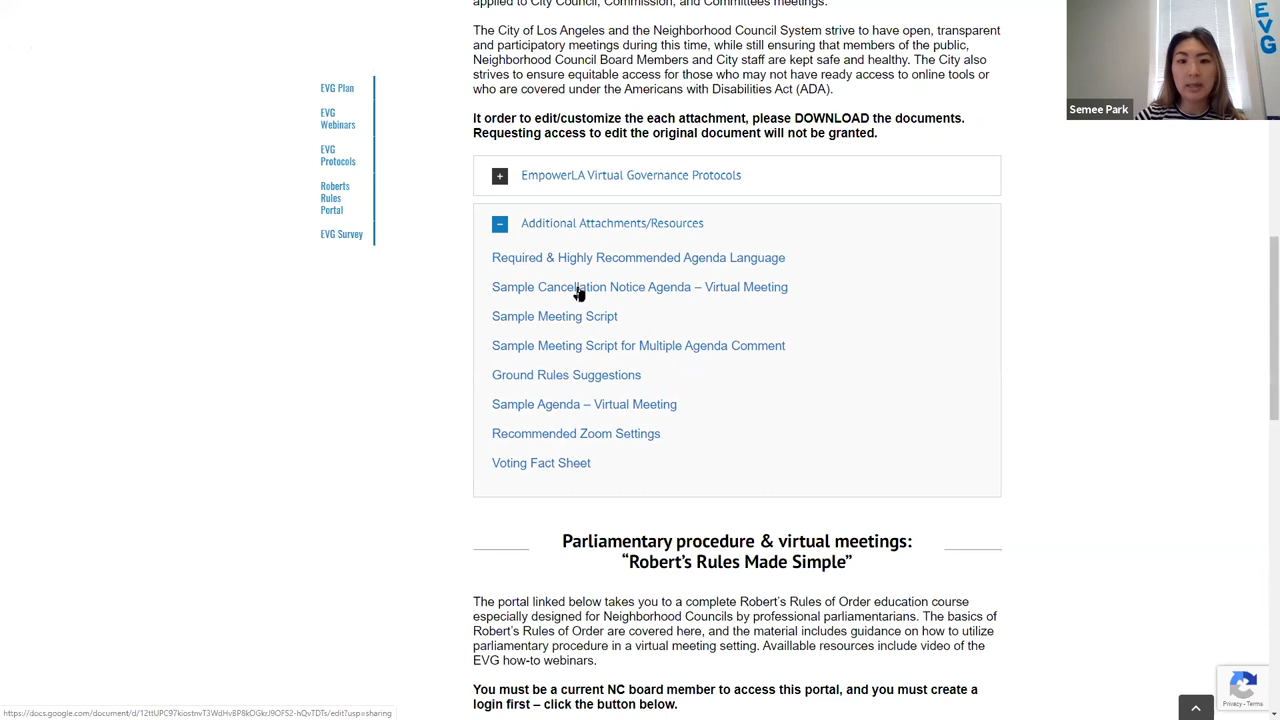 applied to City Council, Commission, and Committees meetings.
The City of Los Angeles and the Neighborhood Council System strive to have open, transparent
and participatory meetings during this time, while still ensuring that members of the public,
Neighborhood Council Board Members and City staff are kept safe and healthy. The City also
strives to ensure equitable access for those who may not have ready access to online tools or
who are covered under the Americans with Disabilities Act (ADA).
It order to edit/customize the each attachment, please DOWNLOAD the documents.
Requesting access to edit the original document will not be granted.
EVG Plan
EVG
Webinars
EVG
Protocols
Roberts
Rules
Portal
EVG Survey
EmpowerLA Virtual Governance Protocols
Additional Attachments/Resources
Required & Highly Recommended Agenda Language
Sample Cancellation Notice Agenda – Virtual Meeting
Sample Meeting Script
Sample Meeting Script for Multiple Agenda Comment
Ground Rules Suggestions
Sample Agenda – Virtual Meeting
Recommended Zoom Settings
Voting Fact Sheet
Parliamentary procedure & virtual meetings:
“Robert’s Rules Made Simple”
The portal linked below takes you to a complete Robert’s Rules of Order education course
especially designed for Neighborhood Councils by professional parliamentarians. The basics of
Robert’s Rules of Order are covered here, and the material includes guidance on how to utilize
parliamentary procedure in a virtual meeting setting. Avaliable resources include video of the
EVG how-to webinars.
You must be a current NC board member to access this portal, and you must create a
login first – click the button below.
EVG
Semee Park
Privacy - Terms